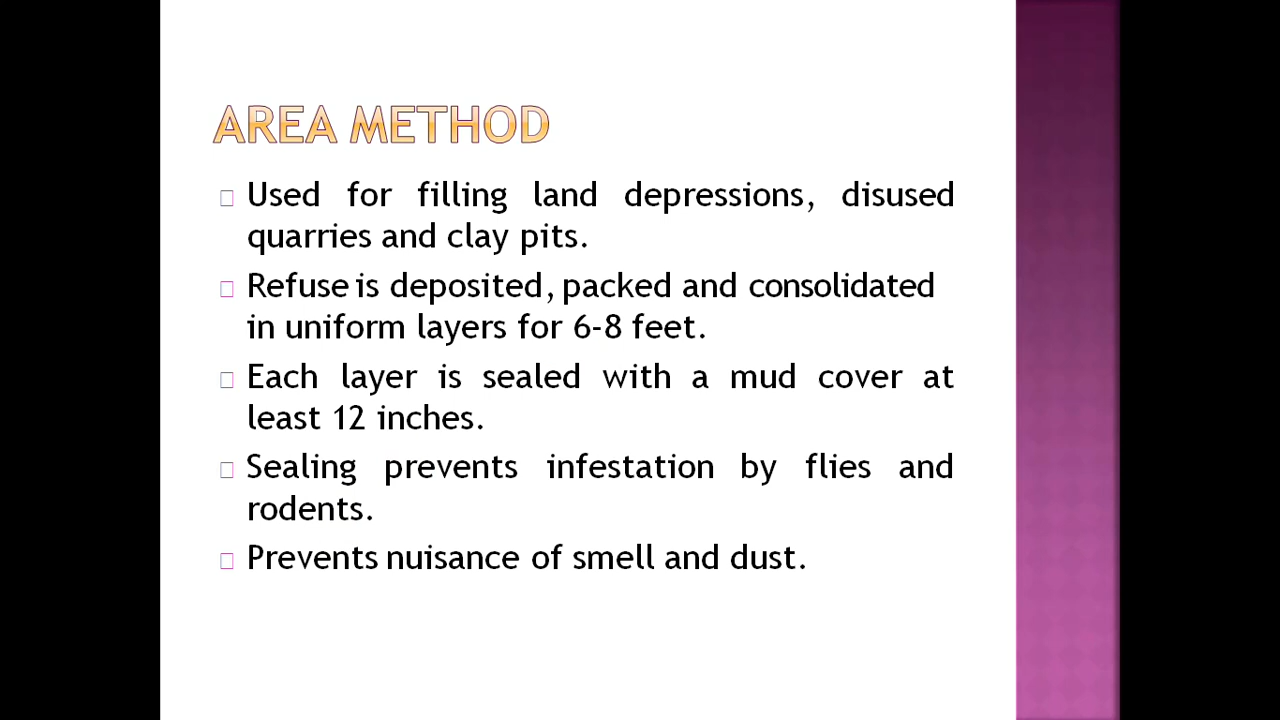 AREA METHOD
Used for filling land depressions, disused
quarries and clay pits.
Refuse is deposited, packed and consolidated
in uniform layers for 6-8 feet.
Each layer is sealed with a mud cover at
least 12 inches.
Sealing prevents infestation by flies and
rodents.
Prevents nuisance of smell and dust.